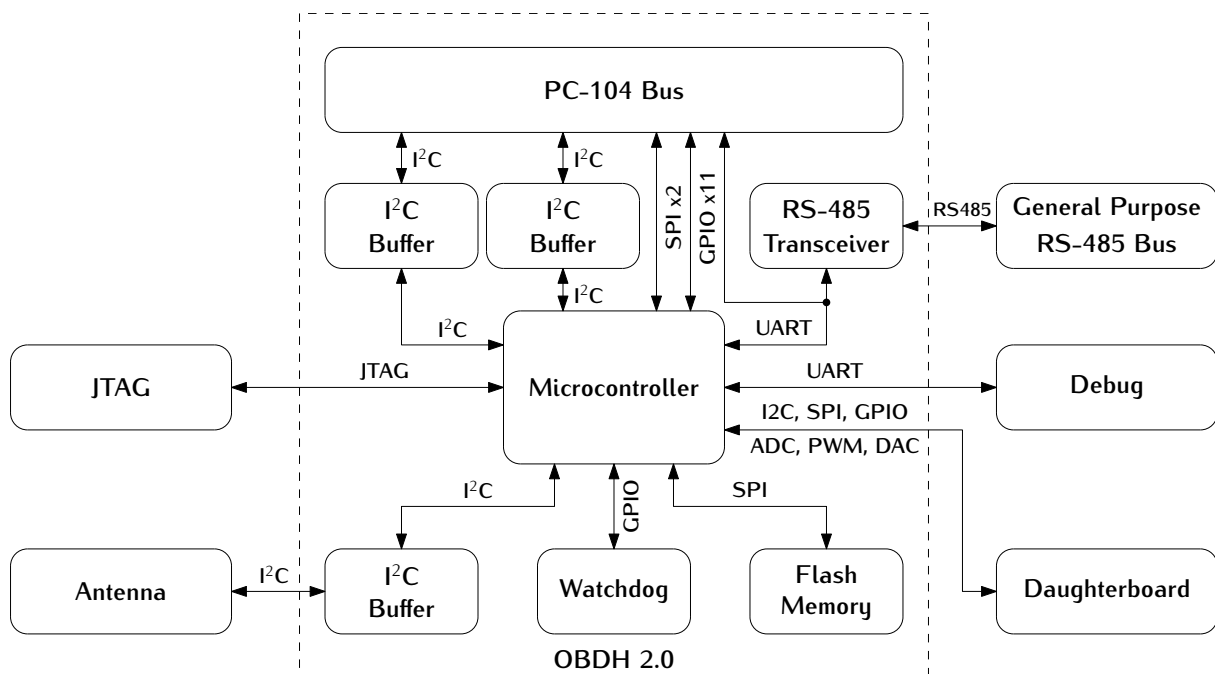 PC-104 Bus
I²C
I²C
SPI x2
GPIO x11
I²C
Buffer
I²C
Buffer
RS-485
Transceiver
RS485
General Purpose
RS-485 Bus
I²C
I²C
UART
JTAG
JTAG
Microcontroller
UART
Debug
I2C, SPI, GPIO
ADC, PWM, DAC
I²C
GPIO
SPI
Antenna
I²C
I²C
Buffer
Watchdog
Flash
Memory
Daughterboard
OBDH 2.0